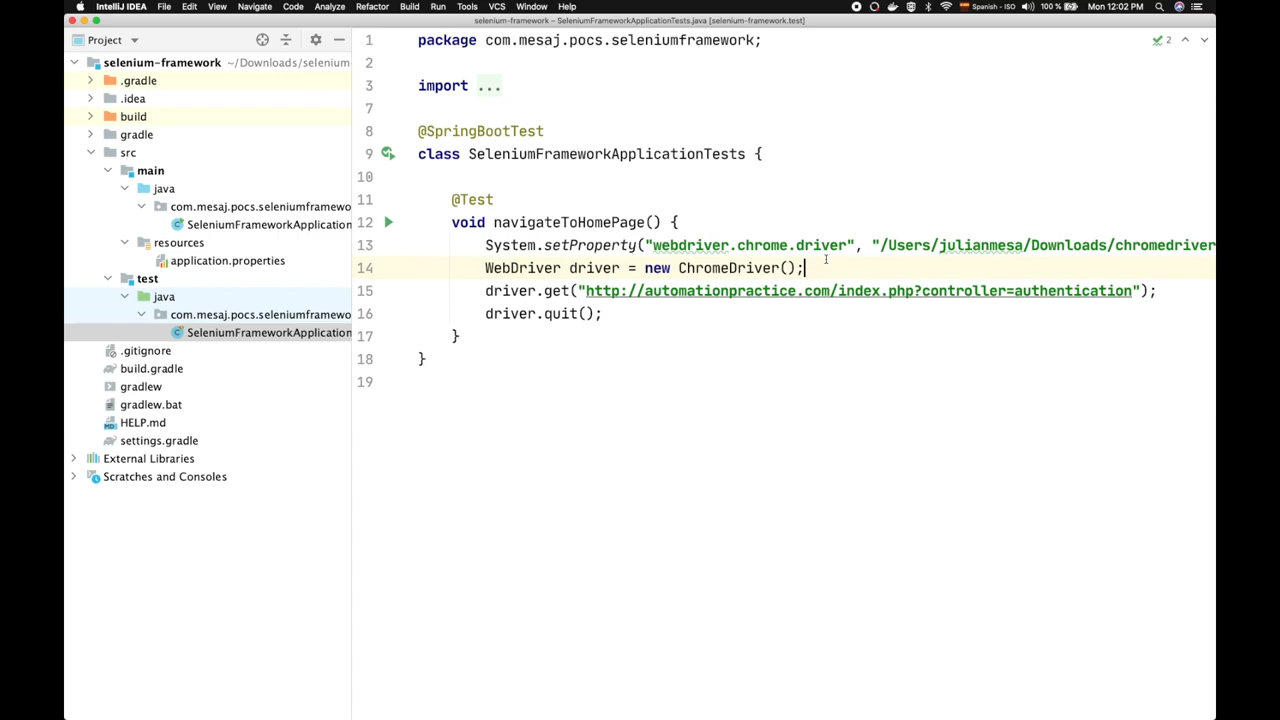 IntelliJ IDEA File Edit View Navigate Code Analyze Refactor Build Run Tools VCS Window Help Spanish - ISO 100 % Mon 12:02 PM
selenium-framework – SeleniumFrameworkApplicationTests.java [selenium-framework.test]
Project
selenium-framework ~/Downloads/selenium-
.gradle
.idea
build
gradle
src
main
java
com.mesaj.pocs.seleniumframewo
SeleniumFrameworkApplication
resources
application.properties
test
java
com.mesaj.pocs.seleniumframewo
SeleniumFrameworkApplication
.gitignore
build.gradle
gradlew
gradlew.bat
HELP.md
settings.gradle
External Libraries
Scratches and Consoles
2
1 package com.mesaj.pocs.seleniumframework;
2
3 import ...
7
8 @SpringBootTest
9 class SeleniumFrameworkApplicationTests {
10
11 @Test
12 void navigateToHomePage() {
13 System.setProperty("webdriver.chrome.driver", "/Users/julianmesa/Downloads/chromedriver
14 WebDriver driver = new ChromeDriver();
15 driver.get("http://automationpractice.com/index.php?controller=authentication");
16 driver.quit();
17 }
18 }
19